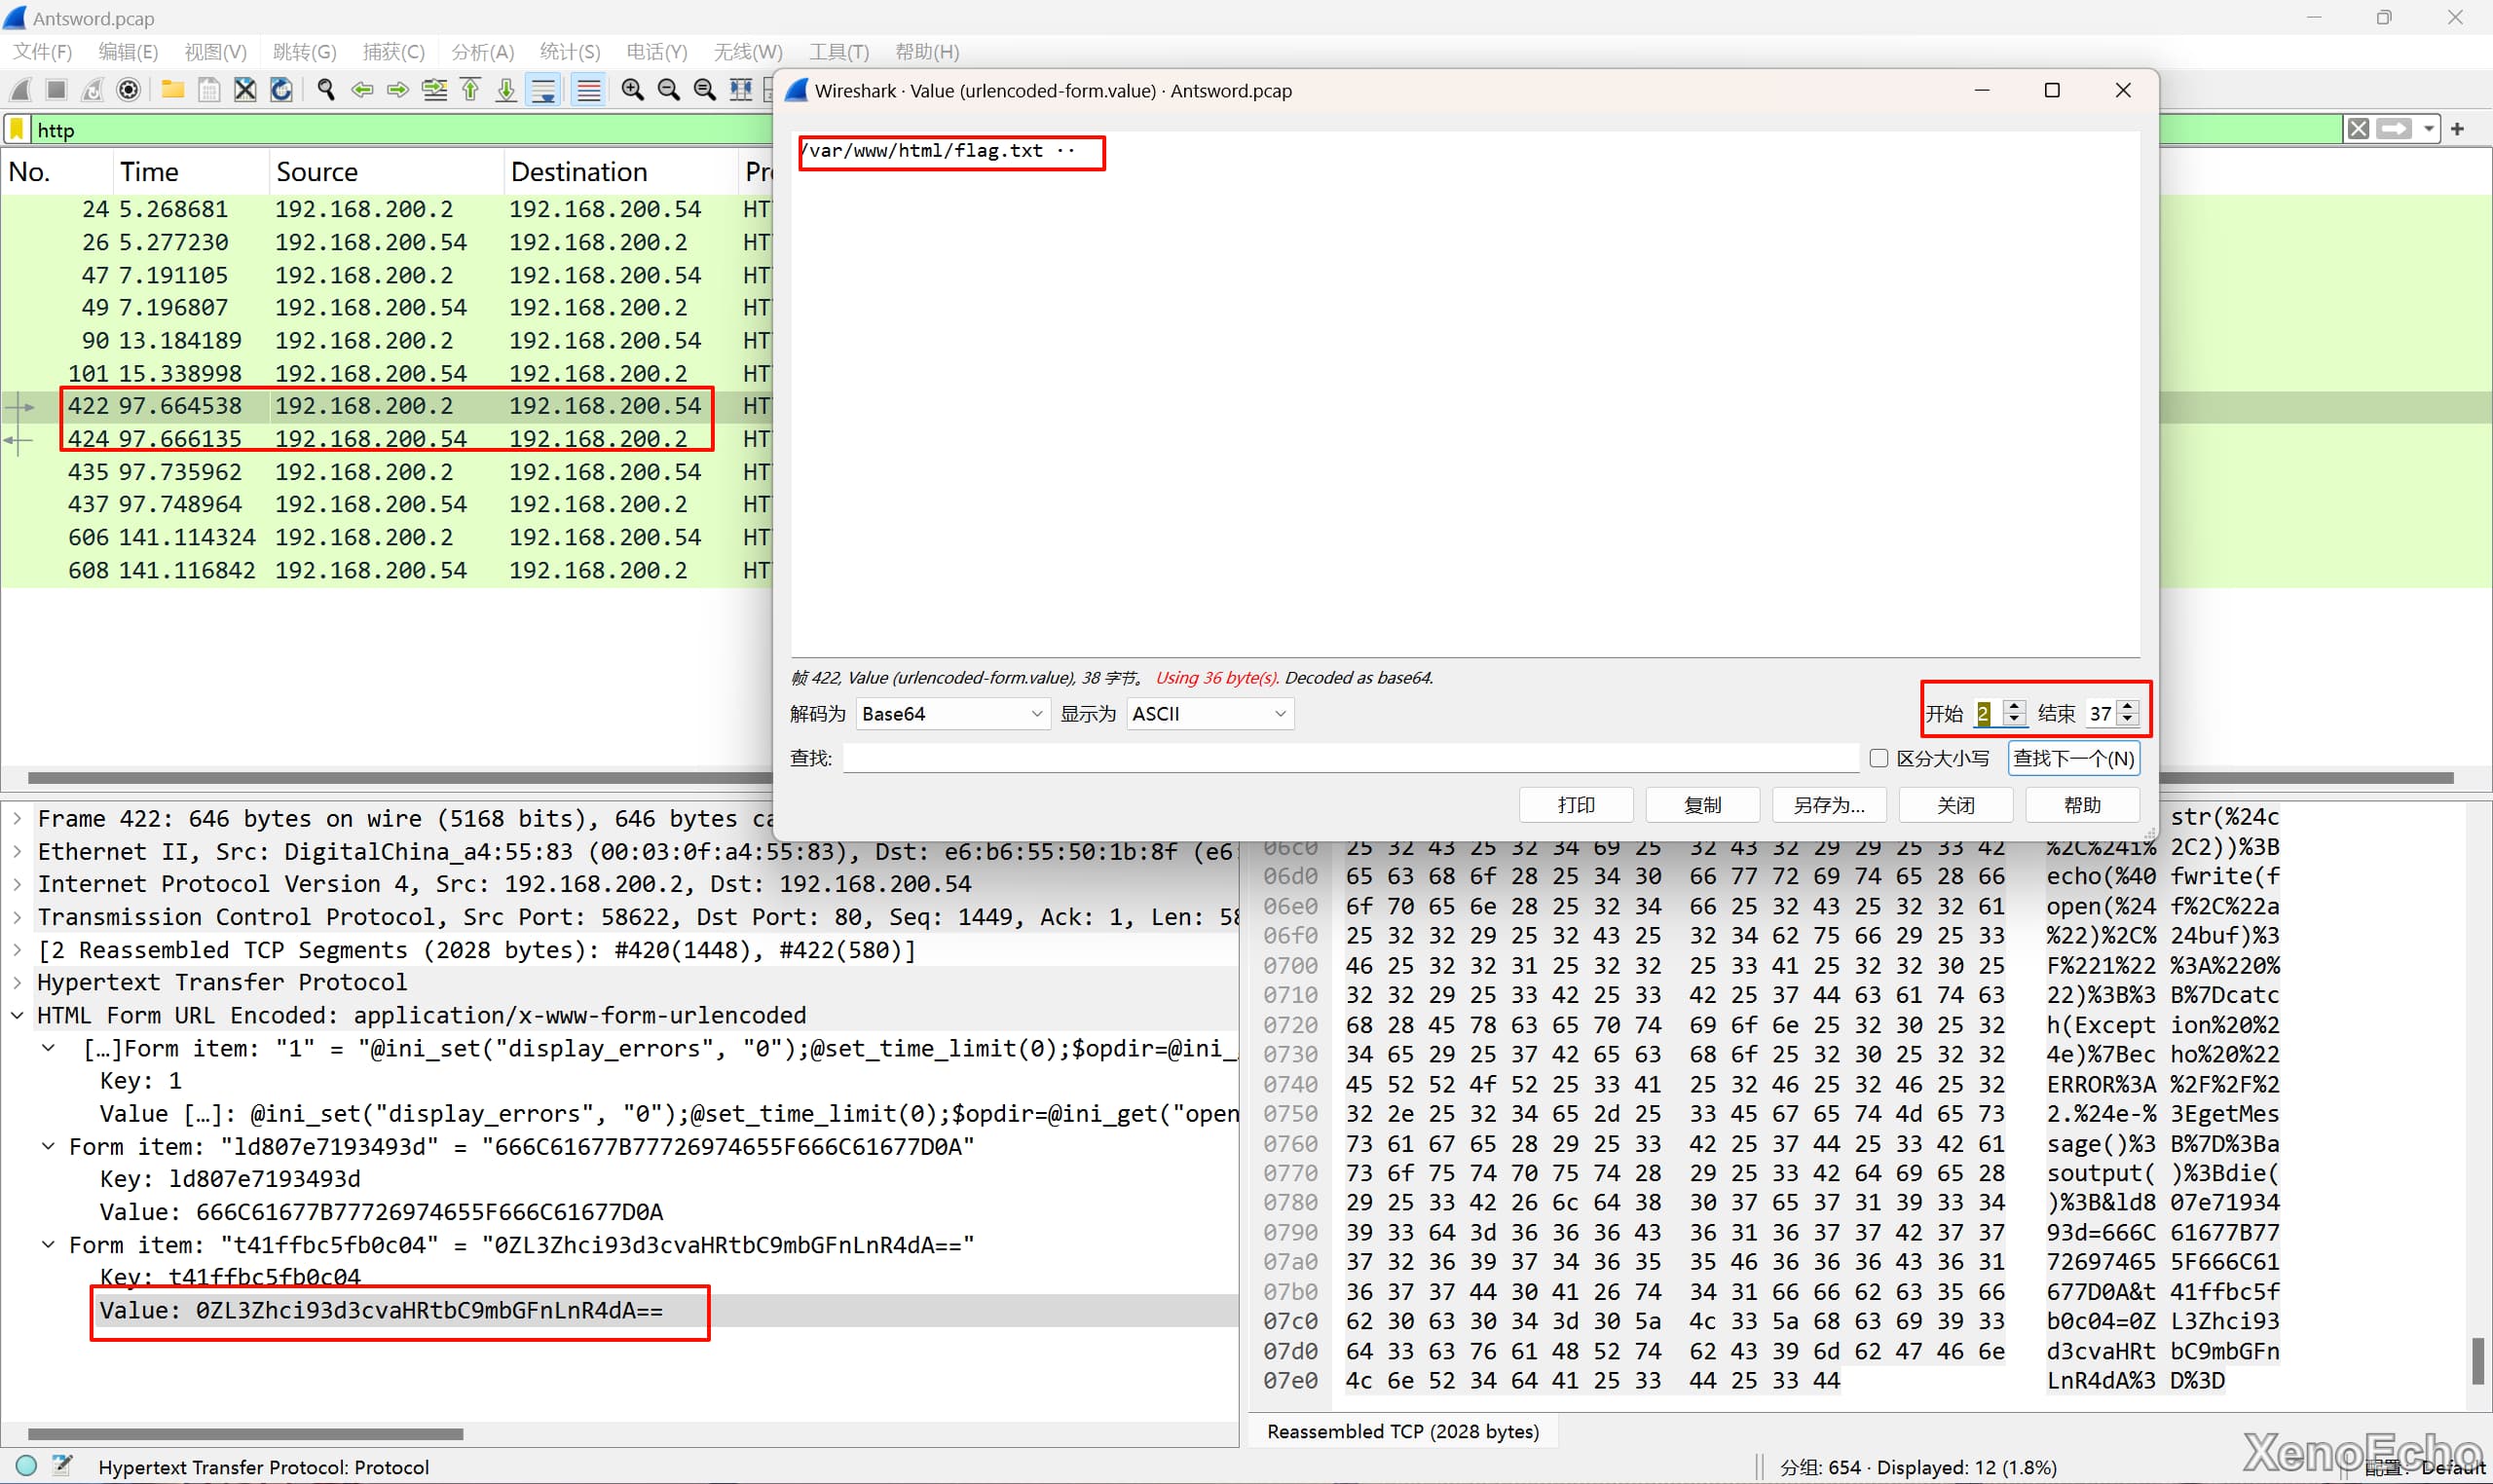 Antsword.pcap
文件(F) 编辑(E) 视图(V) 跳转(G) 捕获(C) 分析(A) 统计(S) 电话(Y) 无线(W) 工具(T) 帮助(H)
http
No. Time Source Destination
24 5.268681 192.168.200.2 192.168.200.54
26 5.277230 192.168.200.54 192.168.200.2
47 7.191105 192.168.200.2 192.168.200.54
49 7.196807 192.168.200.54 192.168.200.2
90 13.184189 192.168.200.2 192.168.200.54
101 15.338998 192.168.200.54 192.168.200.2
422 97.664538 192.168.200.2 192.168.200.54
424 97.666135 192.168.200.54 192.168.200.2
435 97.735962 192.168.200.2 192.168.200.54
437 97.748964 192.168.200.54 192.168.200.2
606 141.114324 192.168.200.2 192.168.200.54
608 141.116842 192.168.200.54 192.168.200.2
Wireshark · Value (urlencoded-form.value) · Antsword.pcap
/var/www/html/flag.txt ··
帧 422, Value (urlencoded-form.value), 38 字节。 Using 36 byte(s). Decoded as base64.
解码为 Base64 显示为 ASCII 开始 2 结束 37
查找: 区分大小写 查找下一个(N)
打印 复制 另存为... 关闭 帮助
Frame 422: 646 bytes on wire (5168 bits), 646 bytes
Ethernet II, Src: DigitalChina_a4:55:83 (00:03:0f:a4:55:83), Dst: e6:b6:55:50:1b:8f (e6:
Internet Protocol Version 4, Src: 192.168.200.2, Dst: 192.168.200.54
Transmission Control Protocol, Src Port: 58622, Dst Port: 80, Seq: 1449, Ack: 1, Len: 58
[2 Reassembled TCP Segments (2028 bytes): #420(1448), #422(580)]
Hypertext Transfer Protocol
HTML Form URL Encoded: application/x-www-form-urlencoded
[…]Form item: "1" = "@ini_set("display_errors", "0");@set_time_limit(0);$opdir=@ini_
Key: 1
Value […]: @ini_set("display_errors", "0");@set_time_limit(0);$opdir=@ini_get("open
Form item: "ld807e7193493d" = "666C61677B77726974655F666C61677D0A"
Key: ld807e7193493d
Value: 666C61677B77726974655F666C61677D0A
Form item: "t41ffbc5fb0c04" = "0ZL3Zhci93d3cvaHRtbC9mbGFnLnR4dA=="
Key: t41ffbc5fb0c04
Value: 0ZL3Zhci93d3cvaHRtbC9mbGFnLnR4dA==
str(%24c
06c0 25 32 43 25 32 34 69 25 32 43 32 29 29 25 33 42 %2C%24i% 2C2))%3B
06d0 65 63 68 6f 28 25 34 30 66 77 72 69 74 65 28 66 echo(%40 fwrite(f
06e0 6f 70 65 6e 28 25 32 34 66 25 32 43 25 32 32 61 open(%24 f%2C%22a
06f0 25 32 32 29 25 32 43 25 32 34 62 75 66 29 25 33 %22)%2C% 24buf)%3
0700 46 25 32 32 31 25 32 32 25 33 41 25 32 32 30 25 F%221%22 %3A%220%
0710 32 32 29 25 33 42 25 33 42 25 37 44 63 61 74 63 22)%3B%3 B%7Dcatc
0720 68 28 45 78 63 65 70 74 69 6f 6e 25 32 30 25 32 h(Except ion%20%2
0730 34 65 29 25 37 42 65 63 68 6f 25 32 30 25 32 32 4e)%7Bec ho%20%22
0740 45 52 52 4f 52 25 33 41 25 32 46 25 32 46 25 32 ERROR%3A %2F%2F%2
0750 32 2e 25 32 34 65 2d 25 33 45 67 65 74 4d 65 73 2.%24e-% 3EgetMes
0760 73 61 67 65 28 29 25 33 42 25 37 44 25 33 42 61 sage()%3 B%7D%3Ba
0770 73 6f 75 74 70 75 74 28 29 25 33 42 64 69 65 28 soutput( )%3Bdie(
0780 29 25 33 42 26 6c 64 38 30 37 65 37 31 39 33 34 )%3B&ld8 07e71934
0790 39 33 64 3d 36 36 36 43 36 31 36 37 37 42 37 37 93d=666C 61677B77
07a0 37 32 36 39 37 34 36 35 35 46 36 36 36 43 36 31 72697465 5F666C61
07b0 36 37 37 44 30 41 26 74 34 31 66 66 62 63 35 66 677D0A&t 41ffbc5f
07c0 62 30 63 30 34 3d 30 5a 4c 33 5a 68 63 69 39 33 b0c04=0Z L3Zhci93
07d0 64 33 63 76 61 48 52 74 62 43 39 6d 62 47 46 6e d3cvaHRt bC9mbGFn
07e0 4c 6e 52 34 64 41 25 33 44 25 33 44 LnR4dA%3 D%3D
Reassembled TCP (2028 bytes)
Hypertext Transfer Protocol: Protocol 分组: 654 · Displayed: 12 (1.8%) 配置: Default
XenoEcho